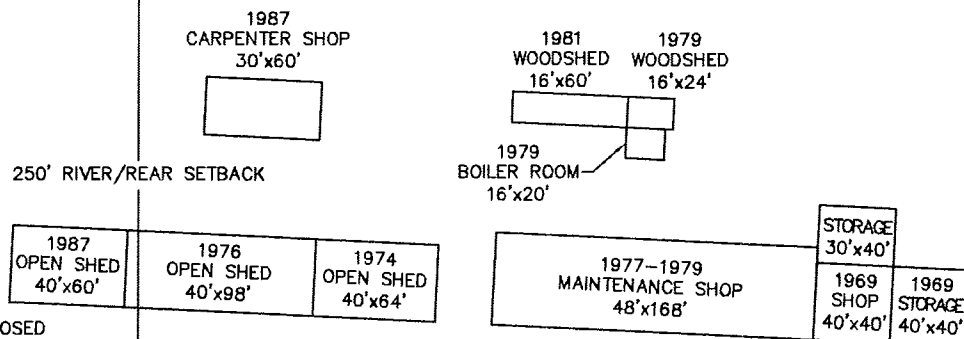 1987
CARPENTER SHOP
30'x60'
1981
WOODSHED
16'x60'
1979
WOODSHED
16'x24'
1979
BOILER ROOM
16'x20'
250' RIVER/REAR SETBACK
1987
OPEN SHED
40'x60'
1976
OPEN SHED
40'x98'
1974
OPEN SHED
40'x64'
1977-1979
MAINTENANCE SHOP
48'x168'
STORAGE
30'x40'
1969
SHOP
40'x40'
1969
STORAGE
40'x40'
OSED